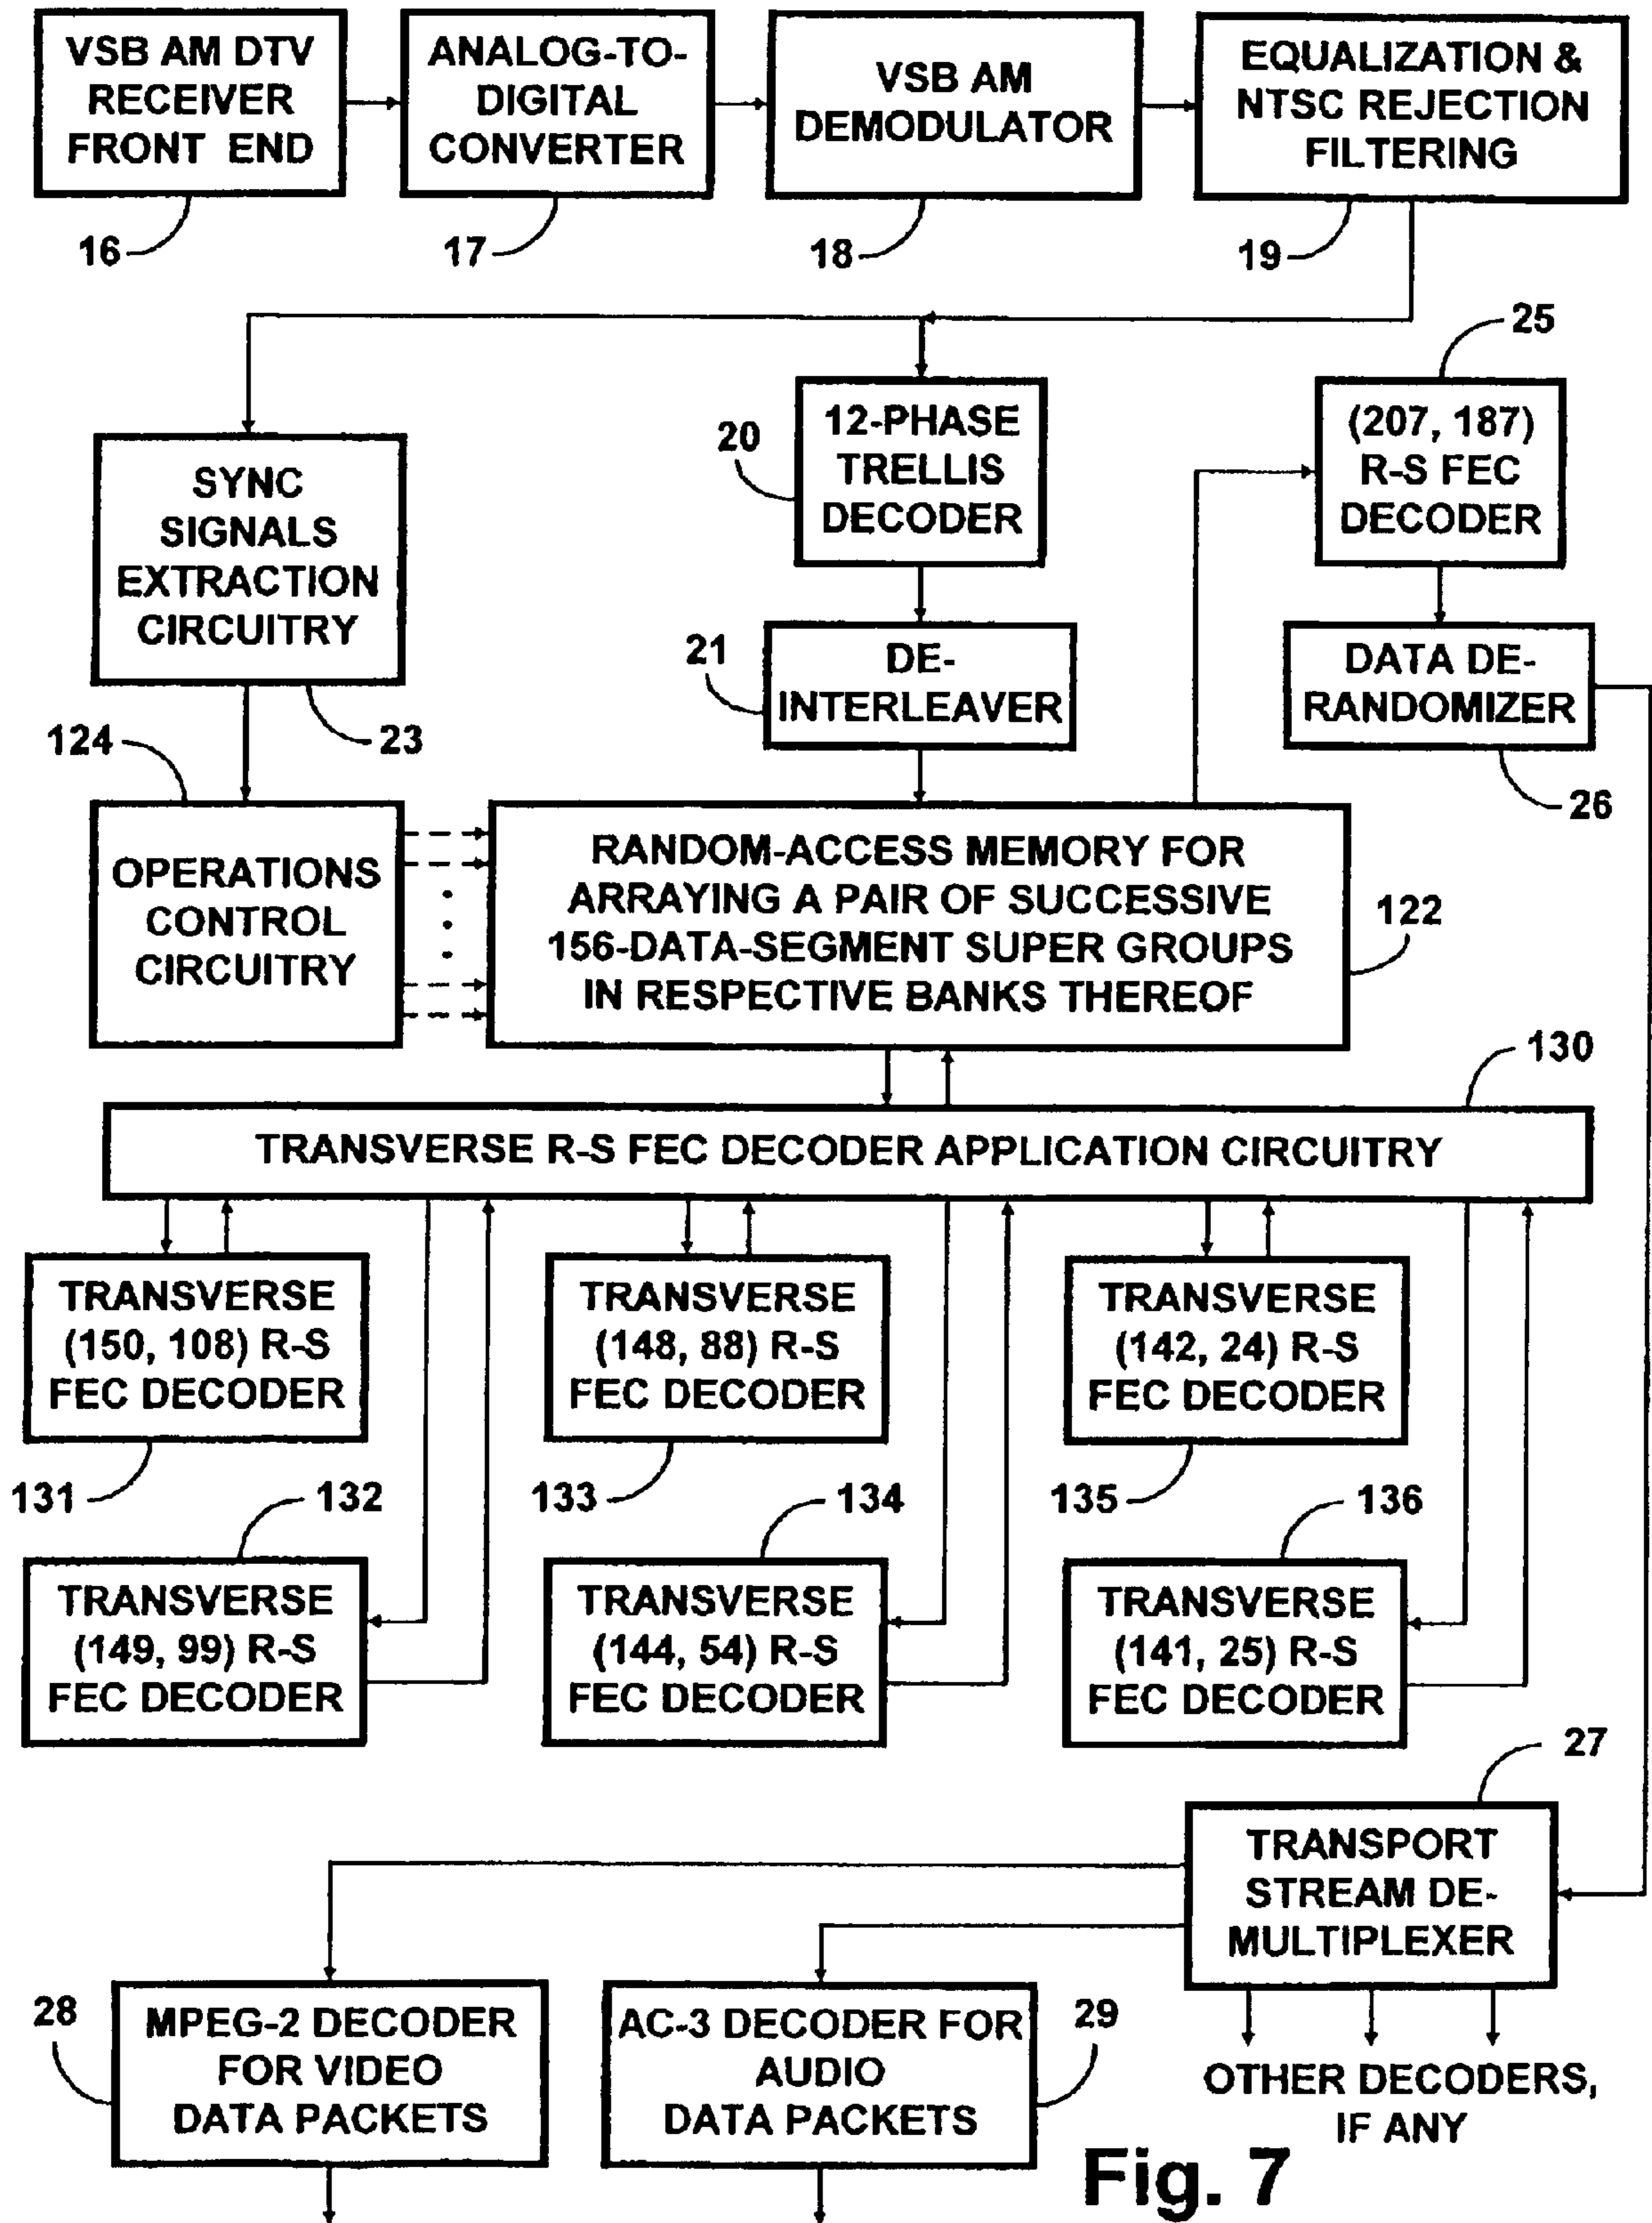 VSB AM DTV
RECEIVER
FRONT END
16
ANALOG-TO-
DIGITAL
CONVERTER
17
VSB AM
DEMODULATOR
18
EQUALIZATION &
NTSC REJECTION
FILTERING
19
SYNC
SIGNALS
EXTRACTION
CIRCUITRY
23
20
12-PHASE
TRELLIS
DECODER
25
(207, 187)
R-S FEC
DECODER
21
DE-
INTERLEAVER
DATA DE-
RANDOMIZER
26
124
OPERATIONS
CONTROL
CIRCUITRY
RANDOM-ACCESS MEMORY FOR
ARRAYING A PAIR OF SUCCESSIVE
156-DATA-SEGMENT SUPER GROUPS
IN RESPECTIVE BANKS THEREOF
122
130
TRANSVERSE R-S FEC DECODER APPLICATION CIRCUITRY
TRANSVERSE
(150, 108) R-S
FEC DECODER
131
TRANSVERSE
(148, 88) R-S
FEC DECODER
133
TRANSVERSE
(142, 24) R-S
FEC DECODER
135
132
TRANSVERSE
(149, 99) R-S
FEC DECODER
134
TRANSVERSE
(144, 54) R-S
FEC DECODER
136
TRANSVERSE
(141, 25) R-S
FEC DECODER
27
TRANSPORT
STREAM DE-
MULTIPLEXER
28
MPEG-2 DECODER
FOR VIDEO
DATA PACKETS
AC-3 DECODER FOR
AUDIO
DATA PACKETS
29
OTHER DECODERS,
IF ANY
Fig. 7